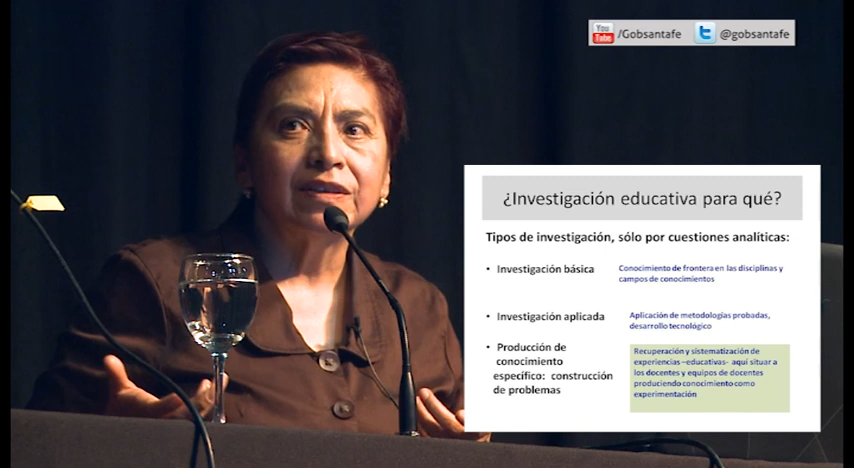 You
Tube /Gobsantafe @gobsantafe
¿Investigación educativa para qué?
Tipos de investigación, sólo por cuestiones analíticas:
• Investigación básica
Conocimiento de frontera en las disciplinas y
campos de conocimientos
• Investigación aplicada
Aplicación de metodologías probadas,
desarrollo tecnológico
• Producción de
conocimiento
específico: construcción
de problemas
Recuperación y sistematización de
experiencias –educativas- aquí situar a
los docentes y equipos de docentes
produciendo conocimiento como
experimentación